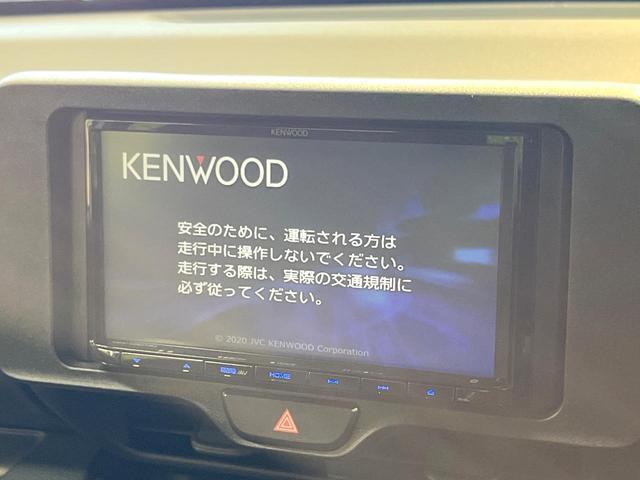 KENWOOD
KENWOOD
安全のために、運転される方は
走行中に操作しないでください。
走行する際は、実際の交通規制に
必ず従ってください。
© 2020 JVC KENWOOD Corporation
HOME